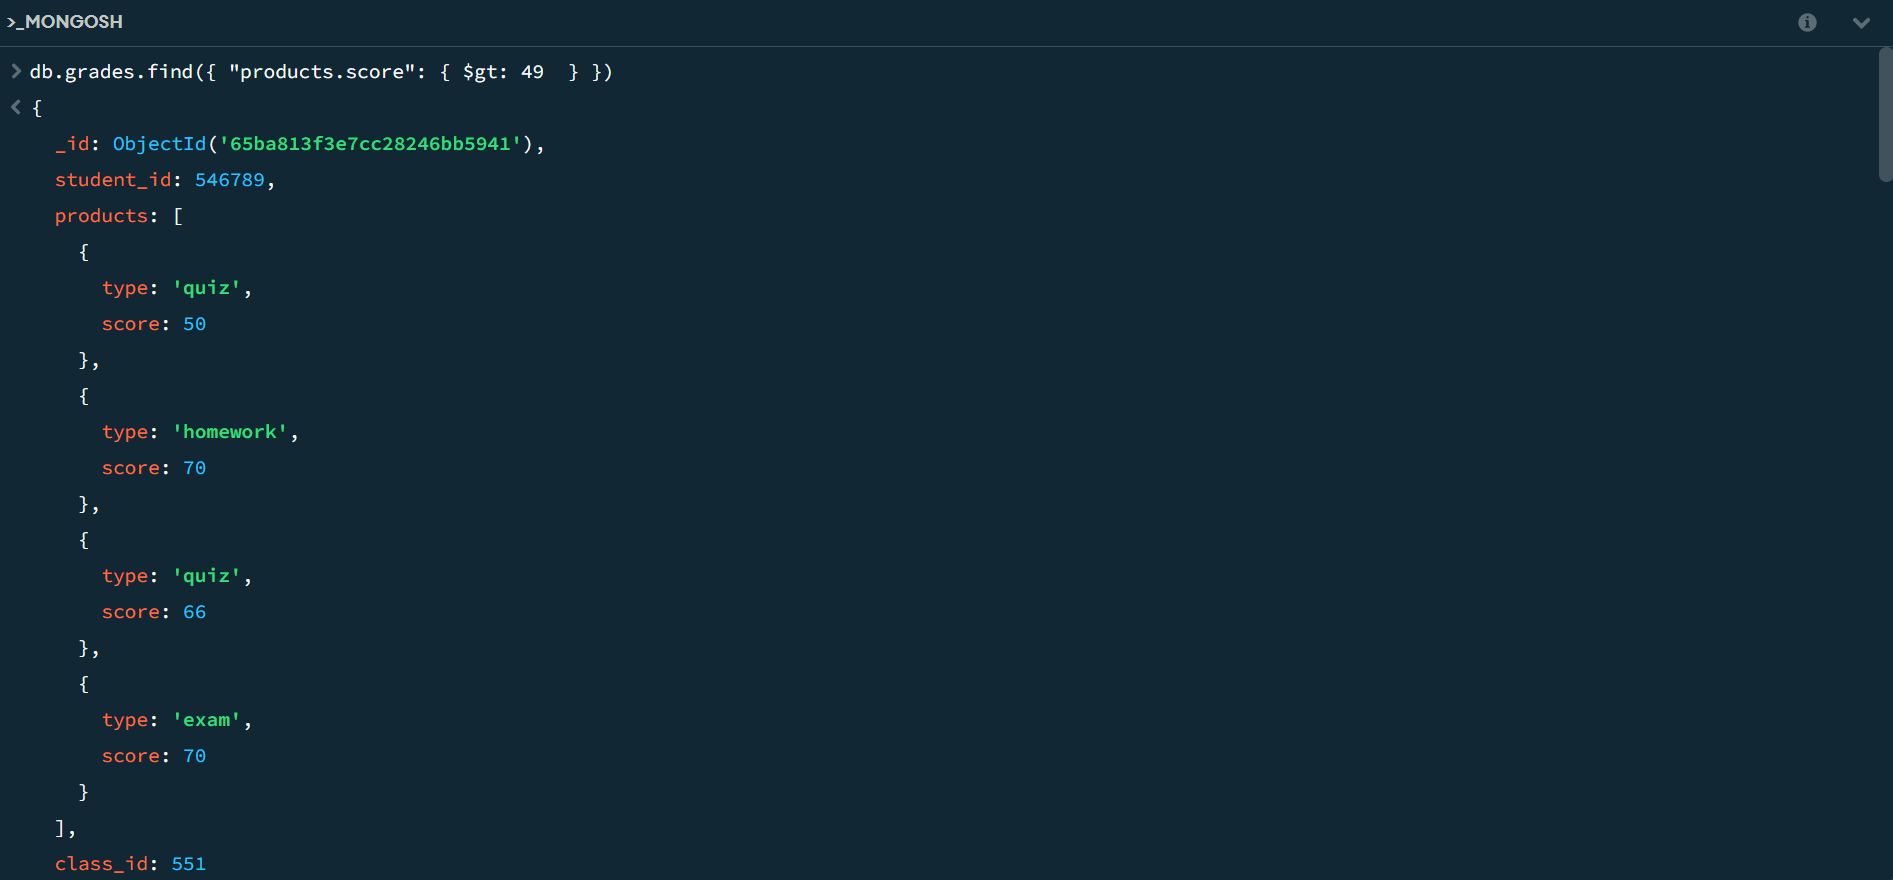 >_MONGOSH
> db.grades.find({ "products.score": { $gt: 49  } })
< {
    _id: ObjectId('65ba813f3e7cc28246bb5941'),
    student_id: 546789,
    products: [
      {
        type: 'quiz',
        score: 50
      },
      {
        type: 'homework',
        score: 70
      },
      {
        type: 'quiz',
        score: 66
      },
      {
        type: 'exam',
        score: 70
      }
    ],
    class_id: 551